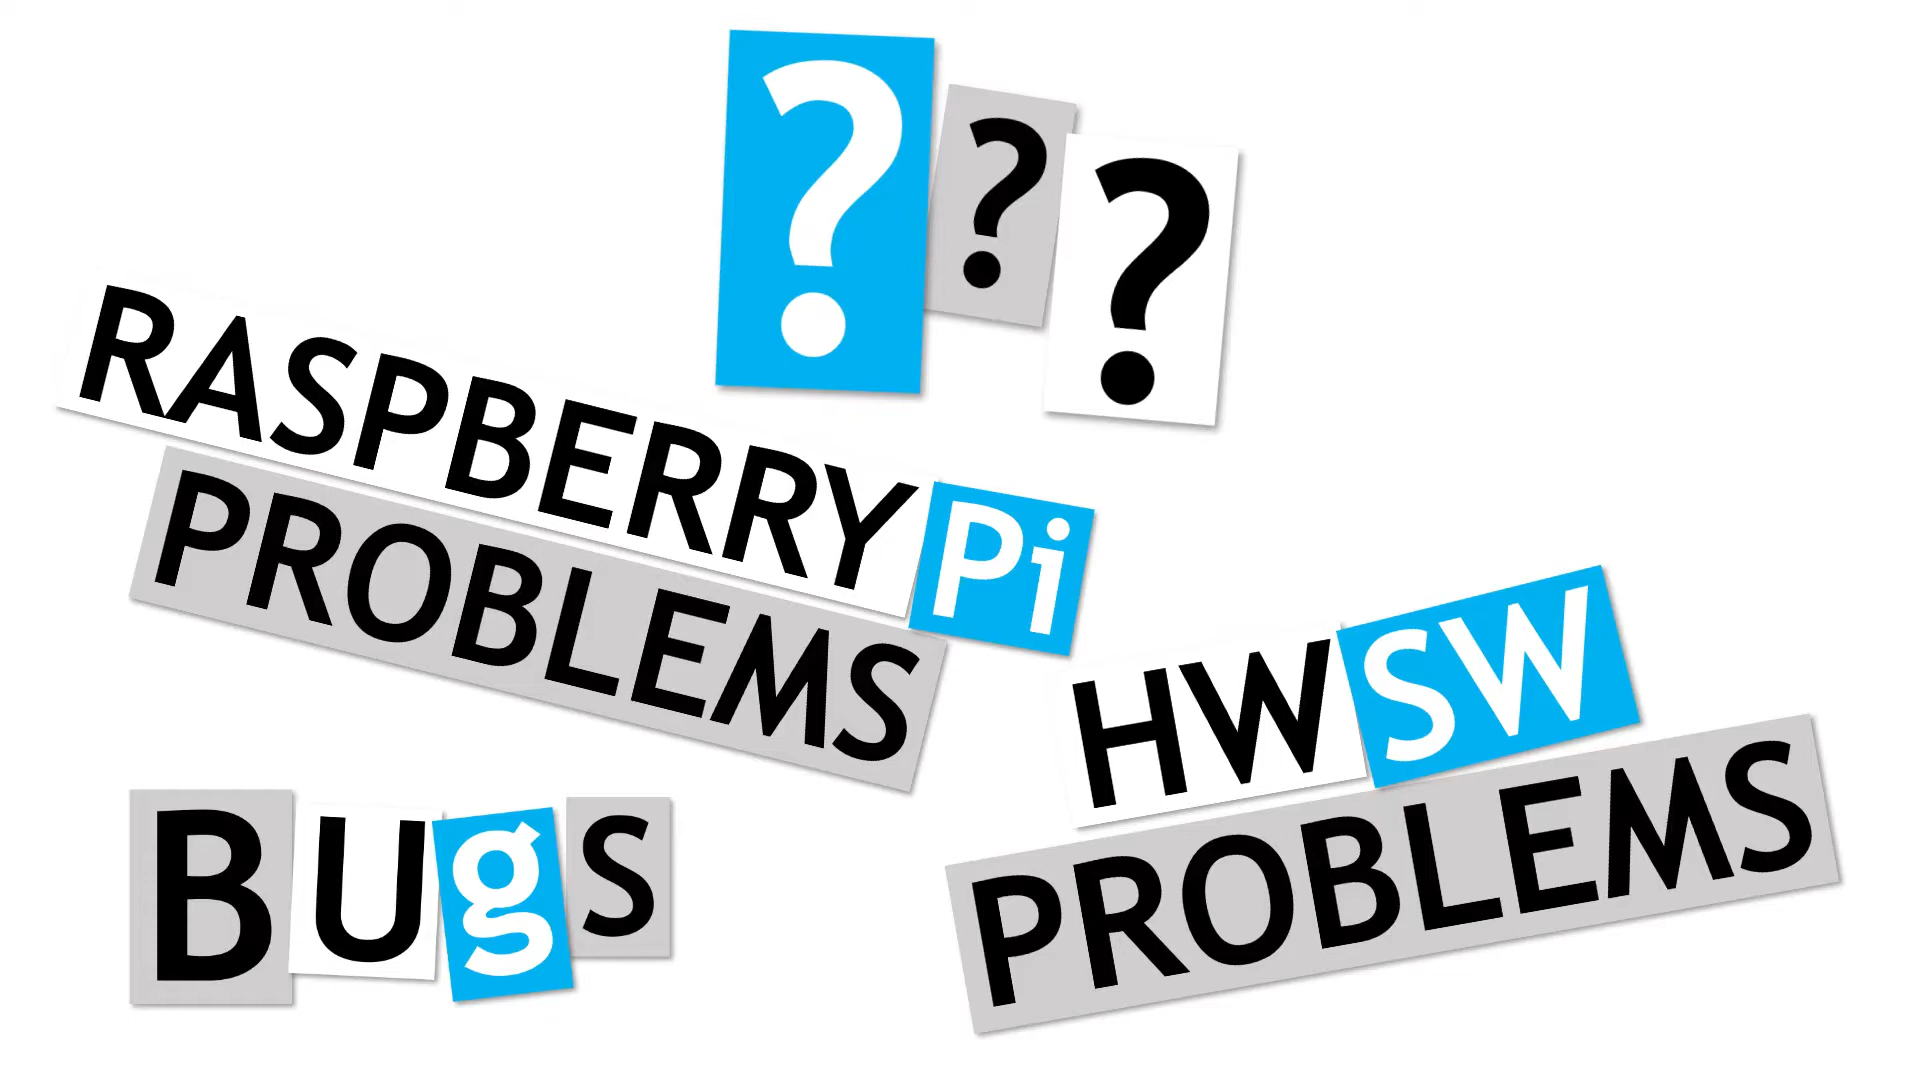 ???
RASPBERRY Pi
PROBLEMS
HW SW
PROBLEMS
BUgS